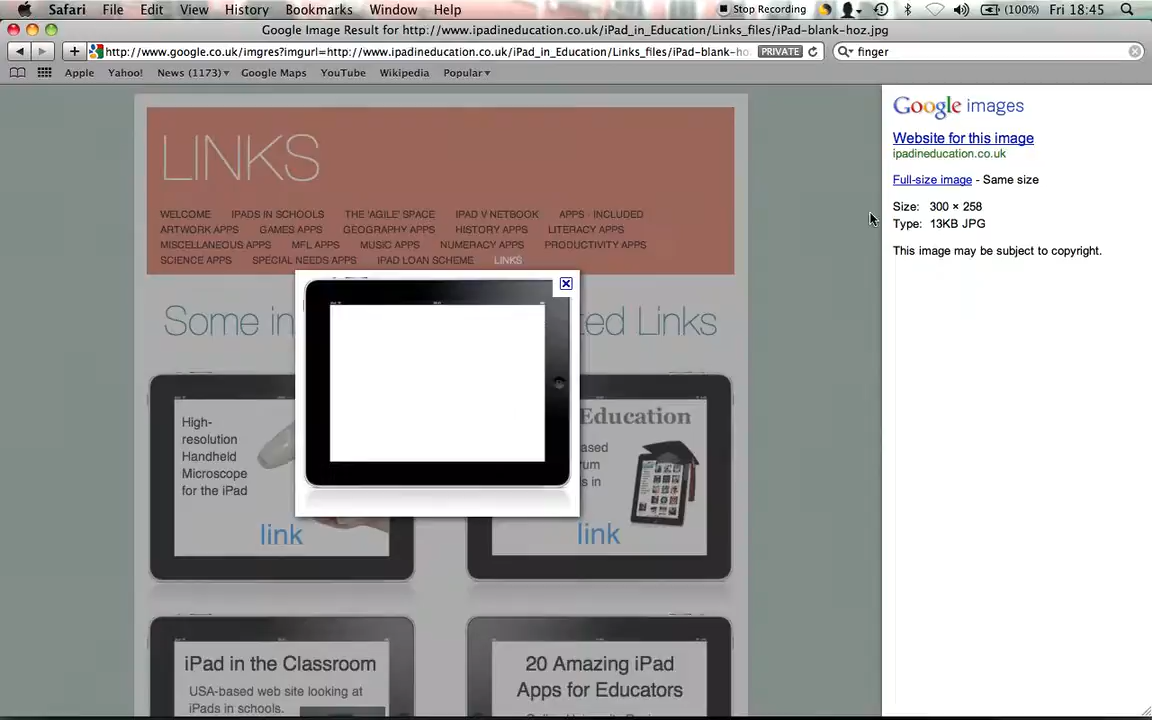 Safari File Edit View History Bookmarks Window Help Stop Recording (100%) Fri 18:45
Google Image Result for http://www.ipadineducation.co.uk/iPad_in_Education/Links_files/iPad-blank-hoz.jpg
http://www.google.co.uk/imgres?imgurl=http://www.ipadineducation.co.uk/iPad_in_Education/Links_files/iPad-blank-ho. PRIVATE finger
Apple Yahoo! News (1173) Google Maps YouTube Wikipedia Popular
LINKS
WELCOME IPADS IN SCHOOLS THE 'AGILE' SPACE IPAD V NETBOOK APPS - INCLUDED
ARTWORK APPS GAMES APPS GEOGRAPHY APPS HISTORY APPS LITERACY APPS
MISCELLANEOUS APPS MFL APPS MUSIC APPS NUMERACY APPS PRODUCTIVITY APPS
SCIENCE APPS SPECIAL NEEDS APPS IPAD LOAN SCHEME LINKS
Some in ted Links
High-
resolution
Handheld
Microscope
for the iPad
link
Education
ased
rum
s in
link
iPad in the Classroom
USA-based web site looking at
iPads in schools.
20 Amazing iPad
Apps for Educators
Google images
Website for this image
ipadineducation.co.uk
Full-size image - Same size
Size: 300 × 258
Type: 13KB JPG
This image may be subject to copyright.